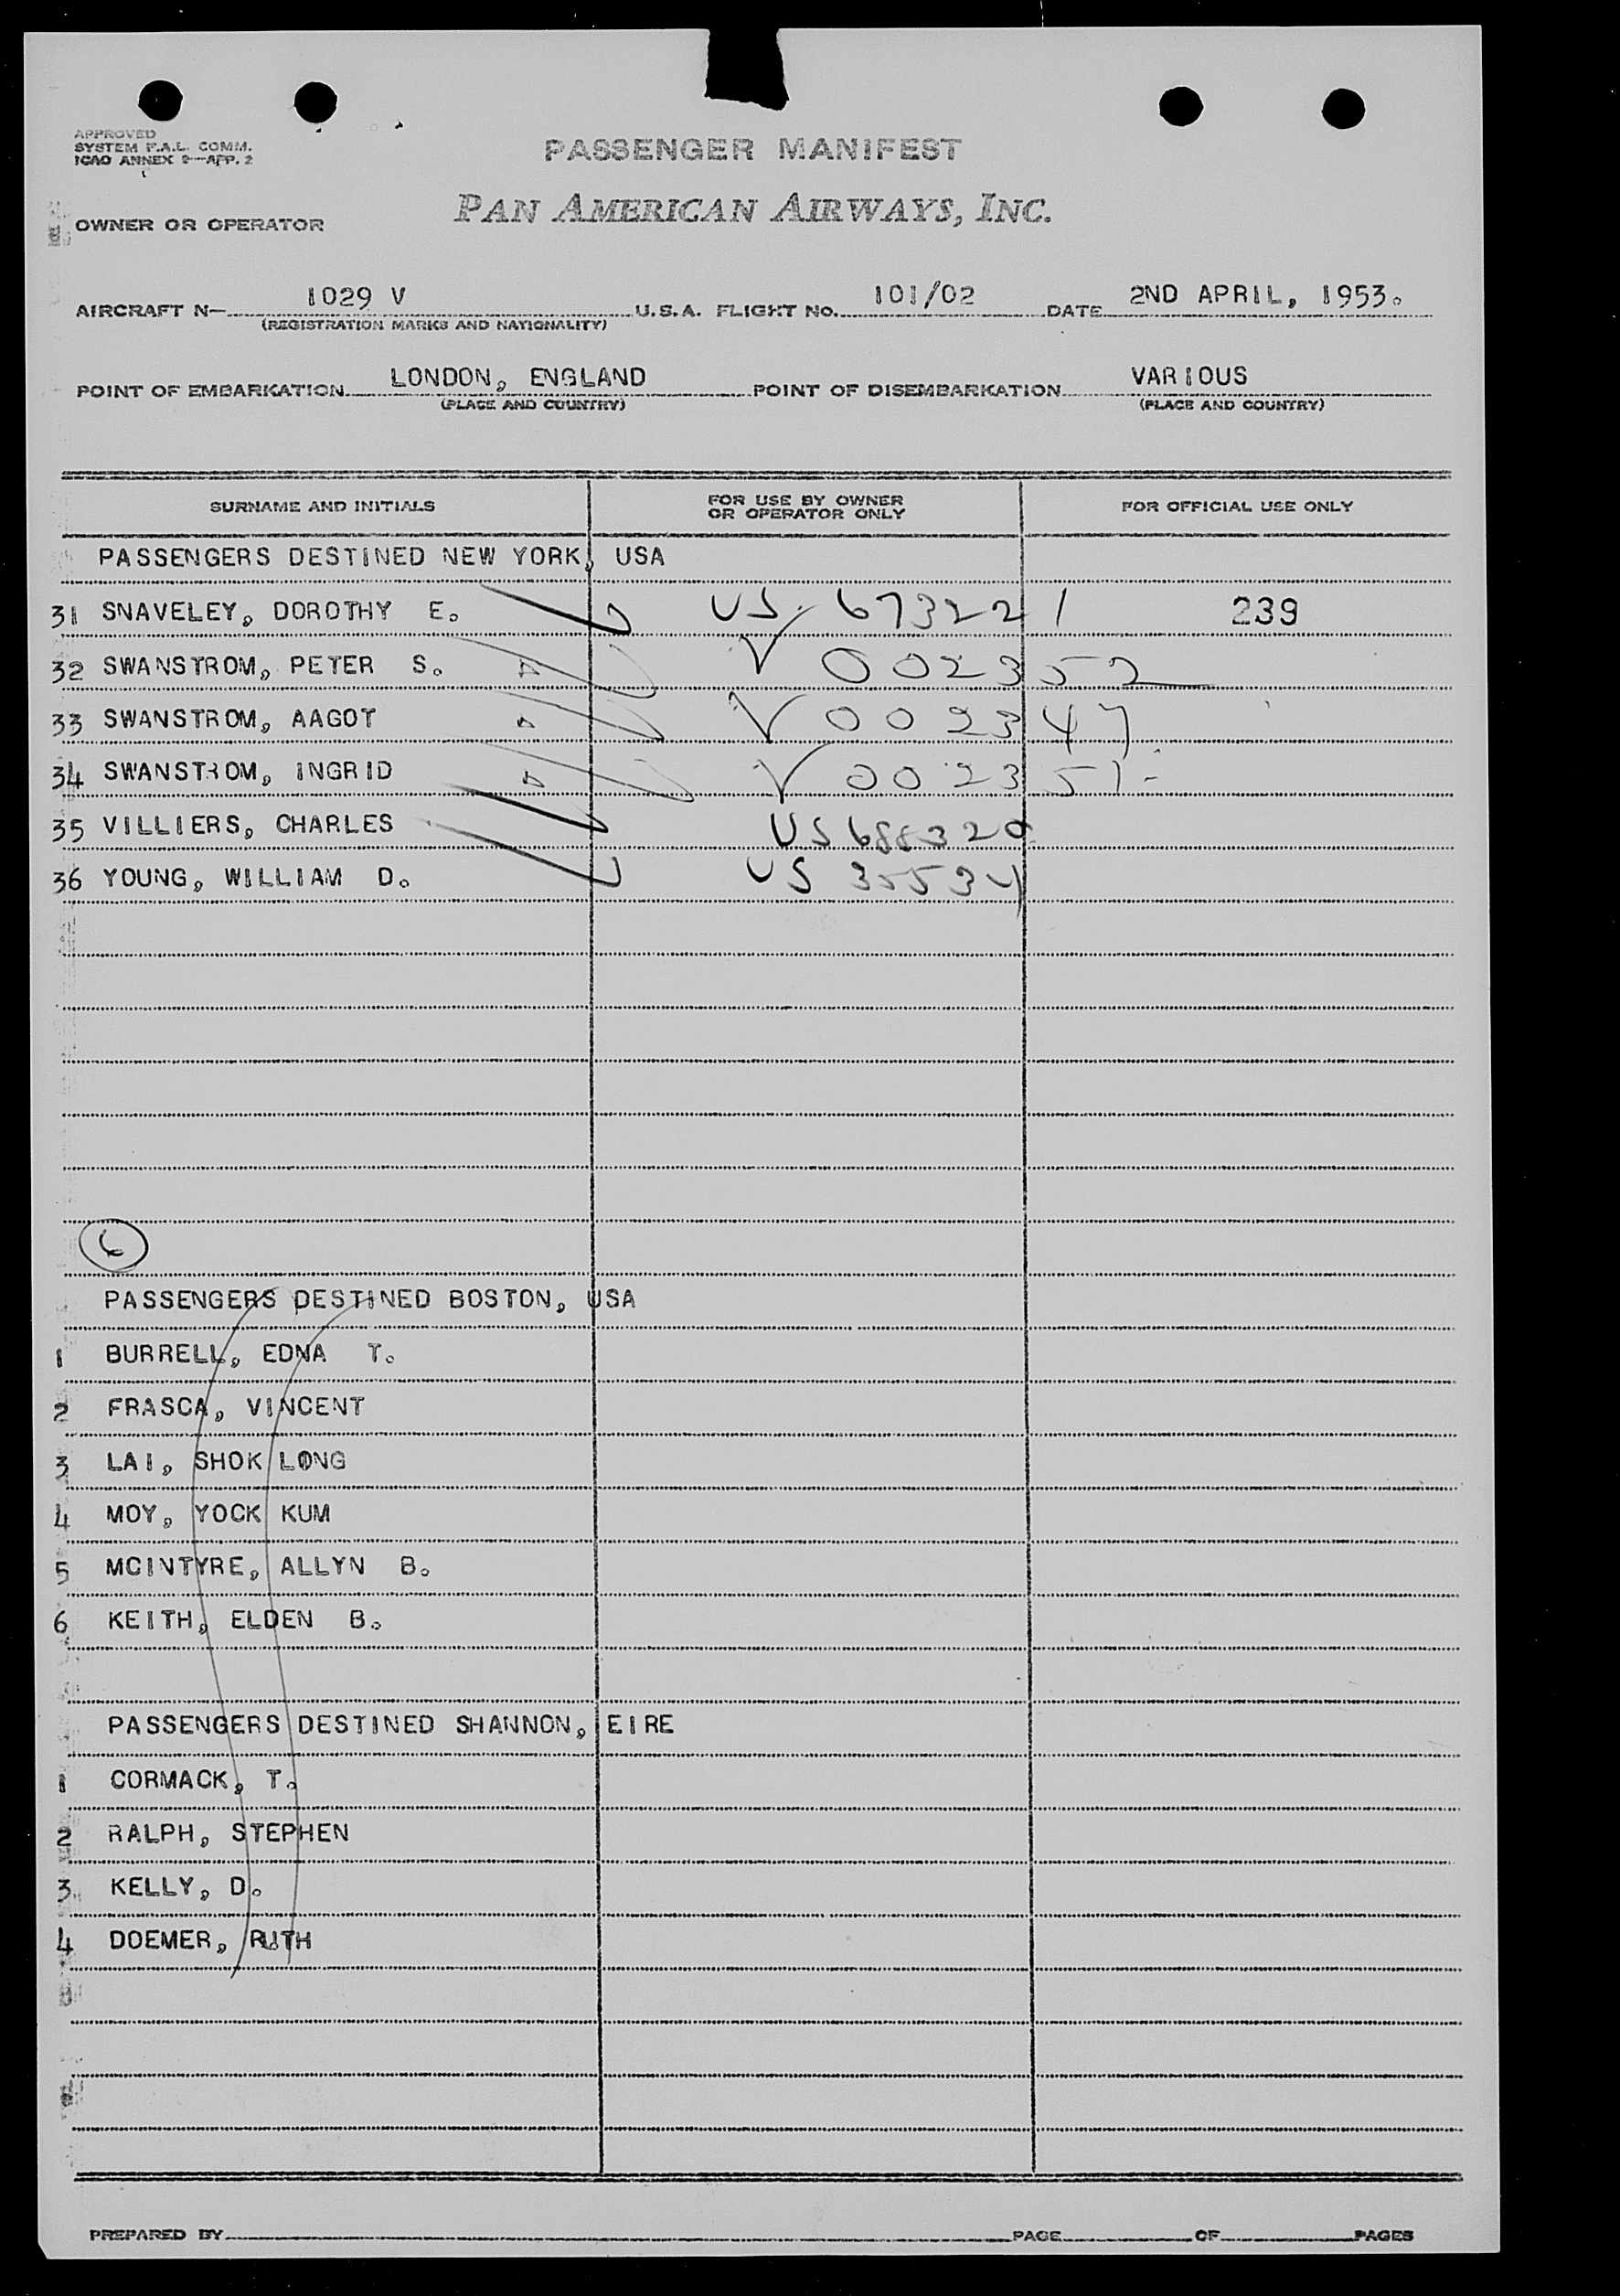 APPROVED
SYSTEM F.A.L. COMM.
ICAO ANNEX 9—APP. 2
PASSENGER MANIFEST
OWNER OR OPERATOR PAN AMERICAN AIRWAYS, INC.
AIRCRAFT N— 1029 V U.S.A. FLIGHT NO. 101/02 DATE 2ND APRIL, 1953.
(REGISTRATION MARKS AND NATIONALITY)
POINT OF EMBARKATION LONDON, ENGLAND POINT OF DISEMBARKATION VARIOUS
(PLACE AND COUNTRY) (PLACE AND COUNTRY)
SURNAME AND INITIALS FOR USE BY OWNER OR OPERATOR ONLY FOR OFFICIAL USE ONLY
PASSENGERS DESTINED NEW YORK, USA
31 SNAVELEY, DOROTHY E. US. 673221 239
32 SWANSTROM, PETER S. V 002352
33 SWANSTROM, AAGOT V 002347
34 SWANSTROM, INGRID V 002351-
35 VILLIERS, CHARLES US 688320
36 YOUNG, WILLIAM D. US 35534
6
PASSENGERS DESTINED BOSTON, USA
1 BURRELL, EDNA T.
2 FRASCA, VINCENT
3 LAI, SHOK LONG
4 MOY, YOCK KUM
5 MCINTYRE, ALLYN B.
6 KEITH, ELDEN B.
PASSENGERS DESTINED SHANNON, EIRE
1 CORMACK, T.
2 RALPH, STEPHEN
3 KELLY, D.
4 DOEMER, RUTH
PREPARED BY PAGE OF PAGES